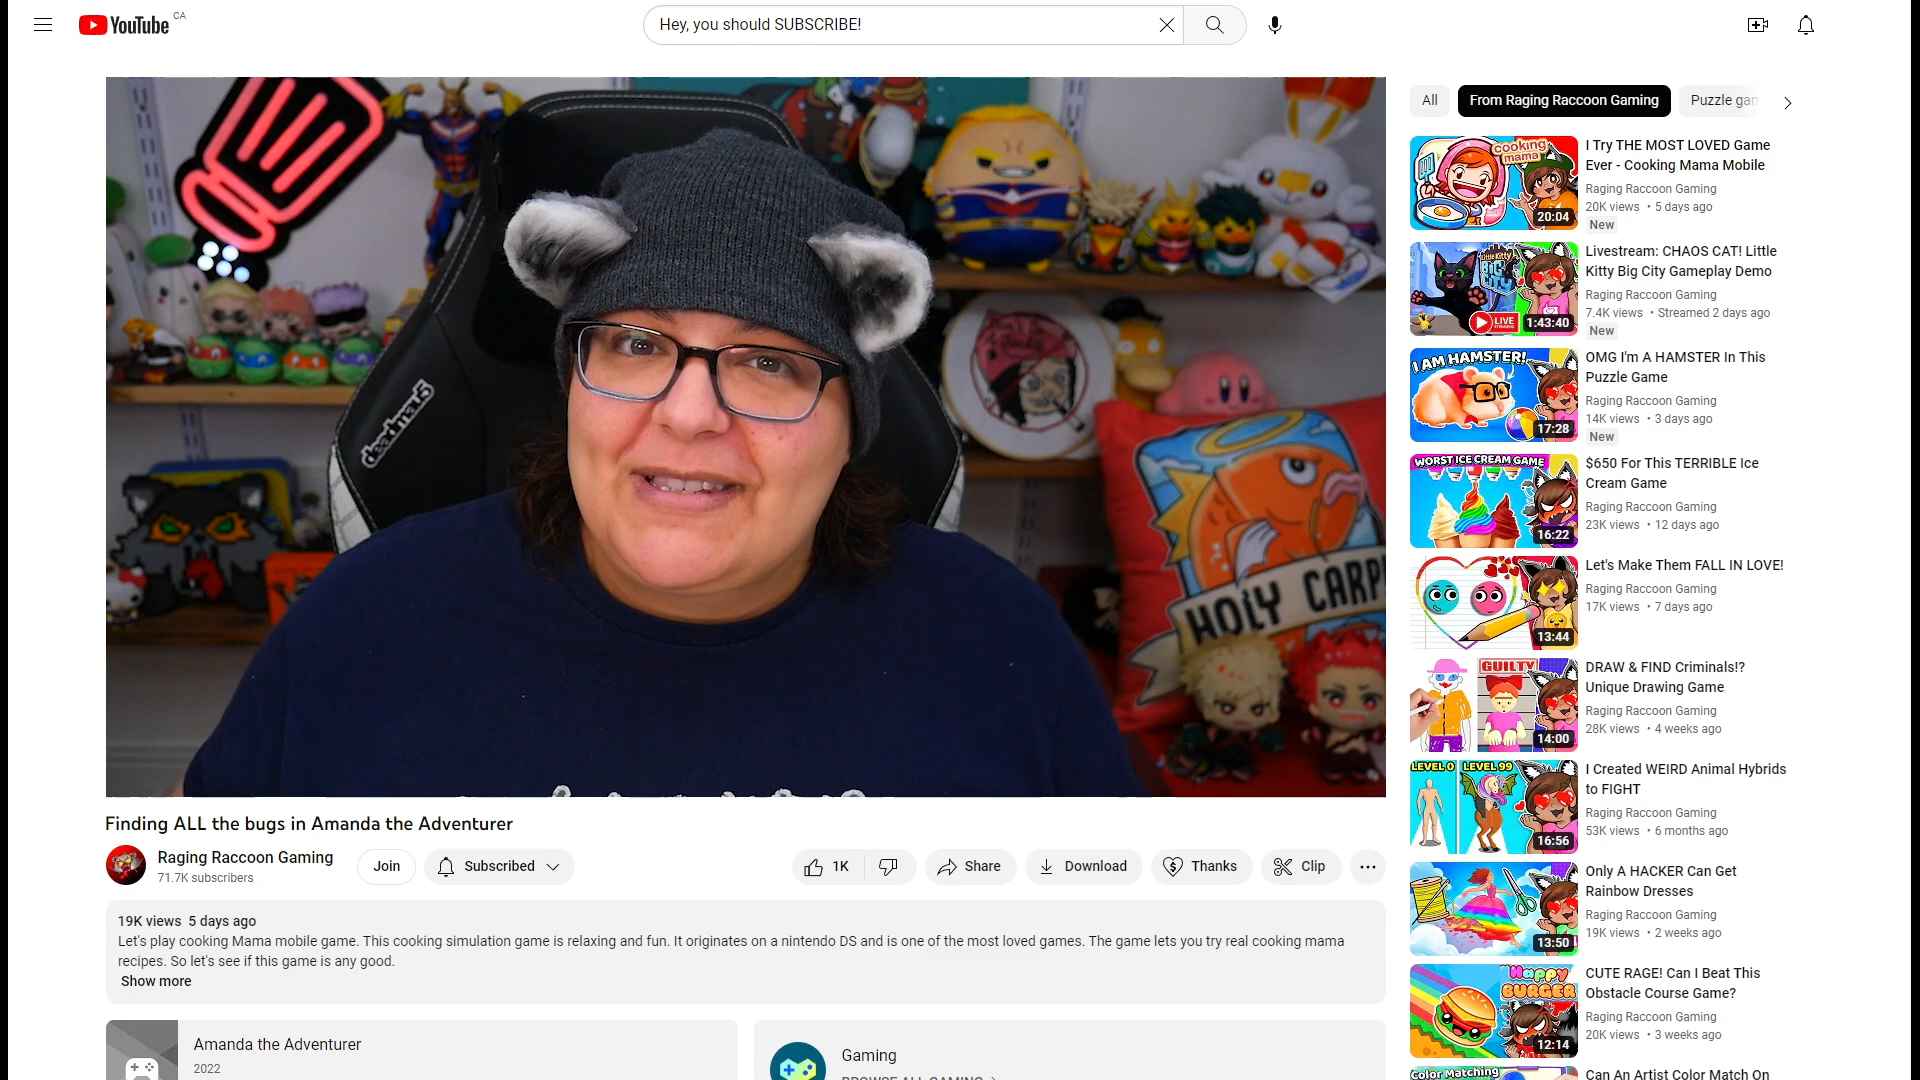 YouTube CA
Hey, you should SUBSCRIBE!
All
From Raging Raccoon Gaming
Puzzle gam
deadmau5
HOLY CARP
Finding ALL the bugs in Amanda the Adventurer
Raging Raccoon Gaming
71.7K subscribers
Join
Subscribed
1K
Share
Download
Thanks
Clip
19K views 5 days ago
Let's play cooking Mama mobile game. This cooking simulation game is relaxing and fun. It originates on a nintendo DS and is one of the most loved games. The game lets you try real cooking mama
recipes. So let's see if this game is any good.
Show more
Amanda the Adventurer
2022
Gaming
BROWSE ALL GAMING
cooking
mama
20:04
I Try THE MOST LOVED Game
Ever - Cooking Mama Mobile
Raging Raccoon Gaming
20K views • 5 days ago
New
Little Kitty
BIG
CITY
LIVE
1:43:40
Livestream: CHAOS CAT! Little
Kitty Big City Gameplay Demo
Raging Raccoon Gaming
7.4K views • Streamed 2 days ago
New
I AM HAMSTER!
17:28
OMG I'm A HAMSTER In This
Puzzle Game
Raging Raccoon Gaming
14K views • 3 days ago
New
WORST ICE CREAM GAME
16:22
$650 For This TERRIBLE Ice
Cream Game
Raging Raccoon Gaming
23K views • 12 days ago
13:44
Let's Make Them FALL IN LOVE!
Raging Raccoon Gaming
17K views • 7 days ago
GUILTY
14:00
DRAW & FIND Criminals!?
Unique Drawing Game
Raging Raccoon Gaming
28K views • 4 weeks ago
LEVEL 0 LEVEL 99
16:56
I Created WEIRD Animal Hybrids
to FIGHT
Raging Raccoon Gaming
53K views • 6 months ago
13:50
Only A HACKER Can Get
Rainbow Dresses
Raging Raccoon Gaming
19K views • 2 weeks ago
Happy
BURGER
12:14
CUTE RAGE! Can I Beat This
Obstacle Course Game?
Raging Raccoon Gaming
20K views • 3 weeks ago
Color Matching
Can An Artist Color Match On